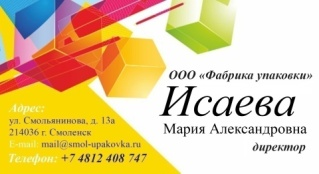 ООО «Фабрика упаковки»
Исаева
Мария Александровна
директор
Адрес:
ул. Смольянинова, д. 13а
214036 г. Смоленск
E-mail: mail@smol-upakovka.ru
Телефон: +7 4812 408 747